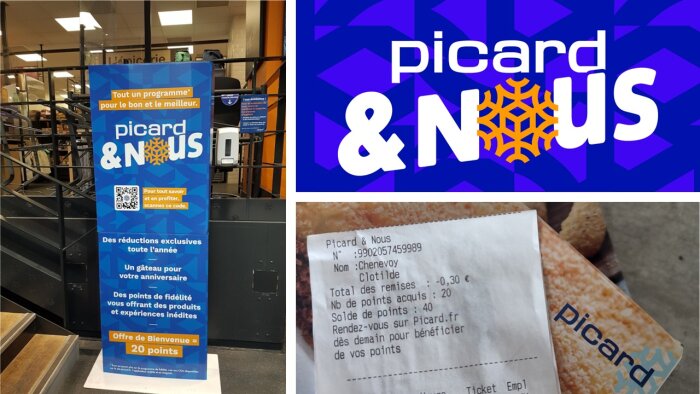 l'épicerie
Tout un programme*
pour le bon et le meilleur.
picard
& NOUS
Pour tout savoir
et en profiter,
scannez ce code.
Des réductions exclusives
toute l'année
Un gâteau pour
votre anniversaire
Des points de fidélité
vous offrant des produits
et expériences inédites
Offre de Bienvenue =
20 points
picard
& NOUS
Picard & Nous
N° :9902057459989
Nom :Chenevoy
Clotilde
Total des remises : -0,30 €
Nb de points acquis : 20
Solde de points : 40
Rendez-vous sur Picard.fr
dès demain pour bénéficier
de vos points
Ticket Empl
picard